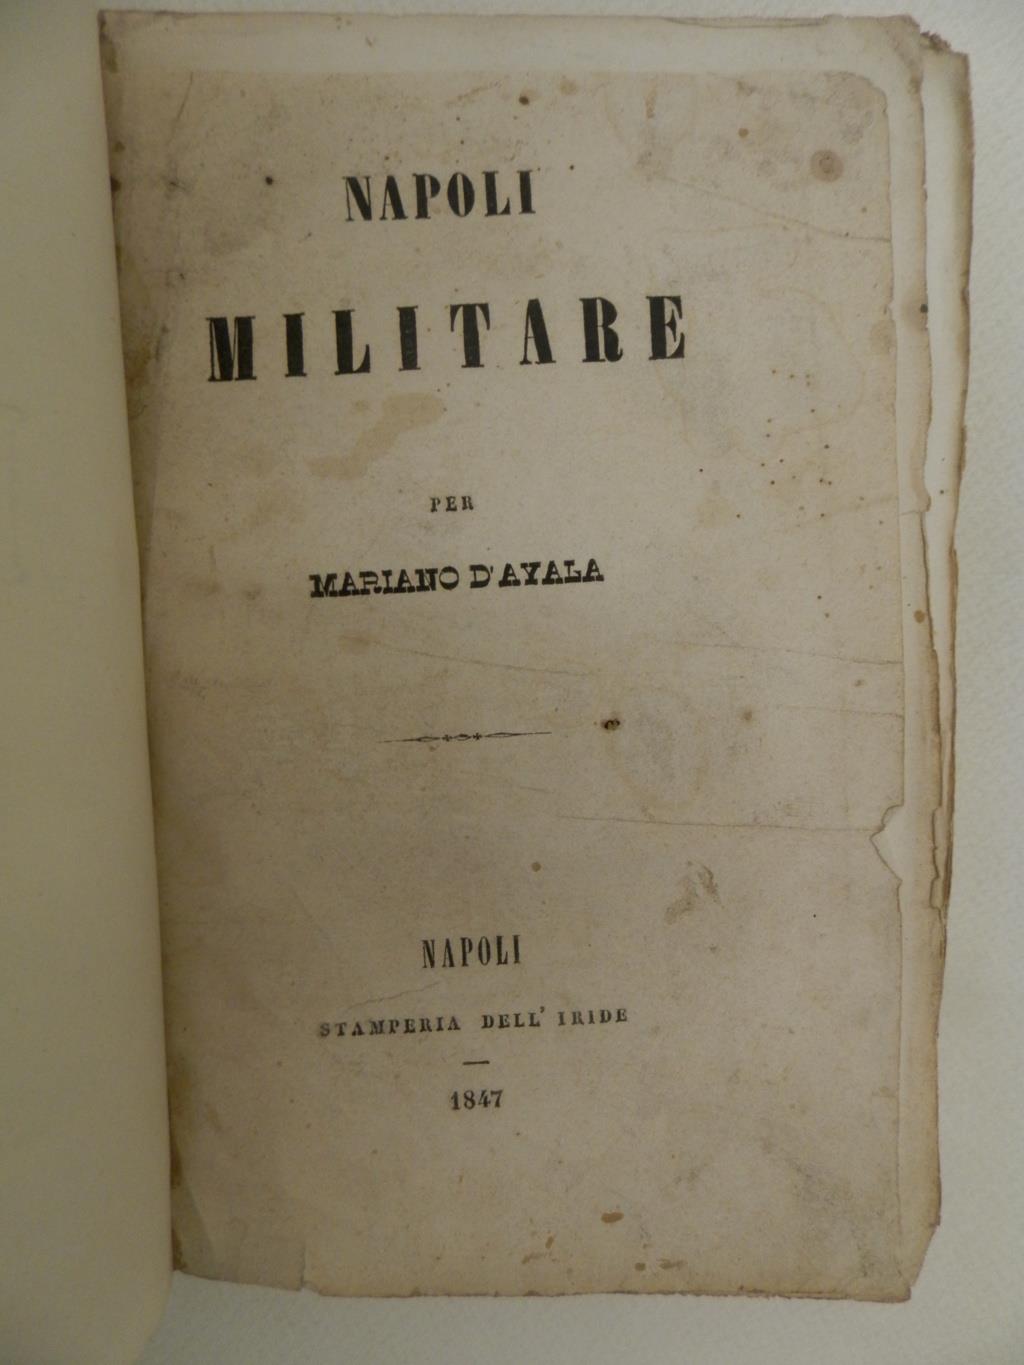 NAPOLI
MILITARE
PER
MARIANO D'AYALA
NAPOLI
STAMPERIA DELL' IRIDE
1847